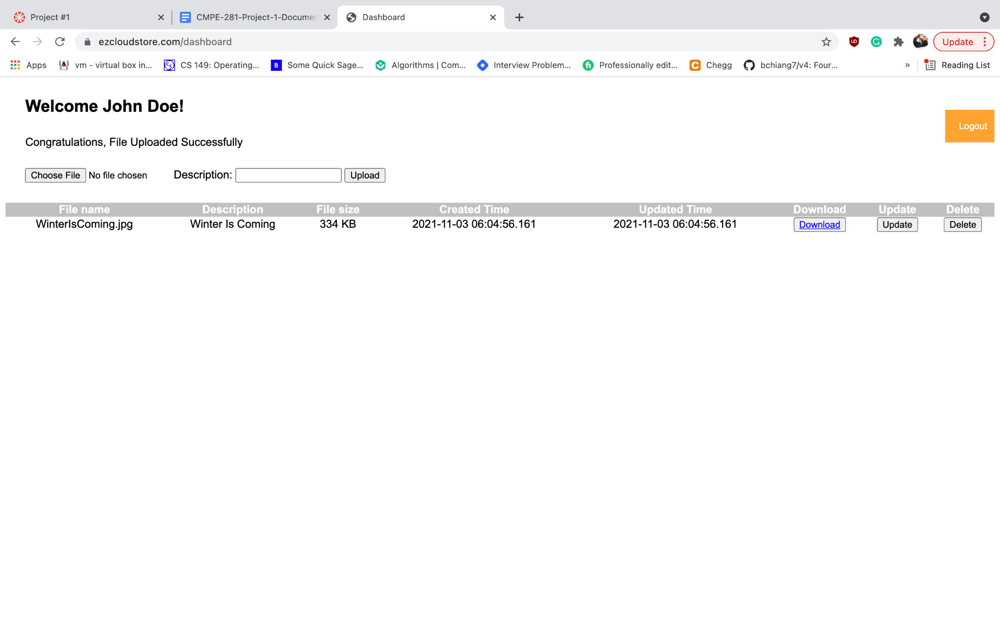 Project #1
CMPE-281-Project-1-Documen
Dashboard
ezcloudstore.com/dashboard
Update
Apps
vm - virtual box in...
CS 149: Operating...
Some Quick Sage...
Algorithms | Com...
Interview Problem...
Professionally edit...
Chegg
bchiang7/v4: Four...
»
Reading List
Welcome John Doe!
Logout
Congratulations, File Uploaded Successfully
Choose File No file chosen Description: Upload
File name Description File size Created Time Updated Time Download Update Delete
WinterIsComing.jpg Winter Is Coming 334 KB 2021-11-03 06:04:56.161 2021-11-03 06:04:56.161 Download Update Delete